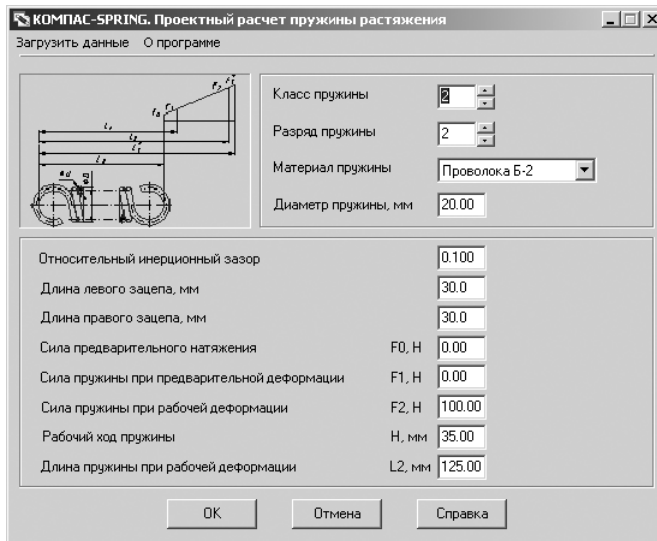 КОМПАС-SPRING. Проектный расчет пружины растяжения
Загрузить данные О программе
Класс пружины 2
Разряд пружины 2
Материал пружины Проволока Б-2
Диаметр пружины, мм 20.00
Относительный инерционный зазор 0.100
Длина левого зацепа, мм 30.0
Длина правого зацепа, мм 30.0
Сила предварительного натяжения F0, Н 0.00
Сила пружины при предварительной деформации F1, Н 0.00
Сила пружины при рабочей деформации F2, Н 100.00
Рабочий ход пружины H, мм 35.00
Длина пружины при рабочей деформации L2, мм 125.00
OK Отмена Справка